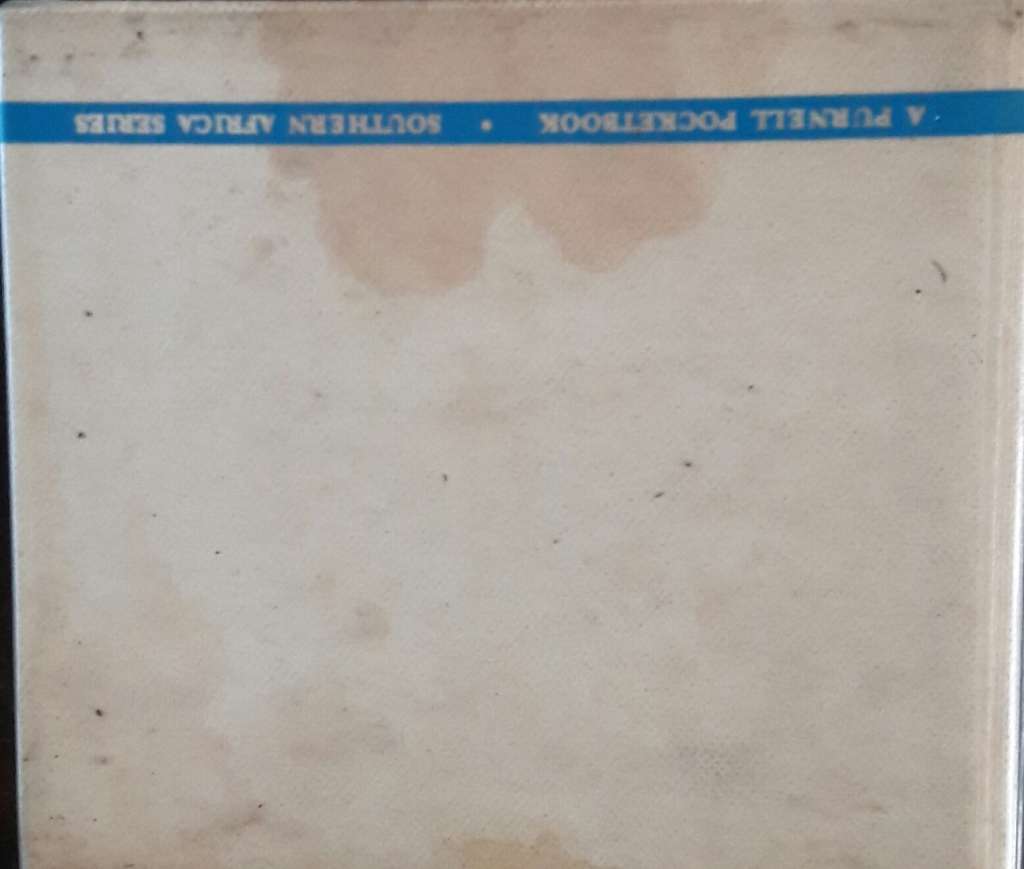 A PURNELL POCKETBOOK • SOUTHERN AFRICA SERIES